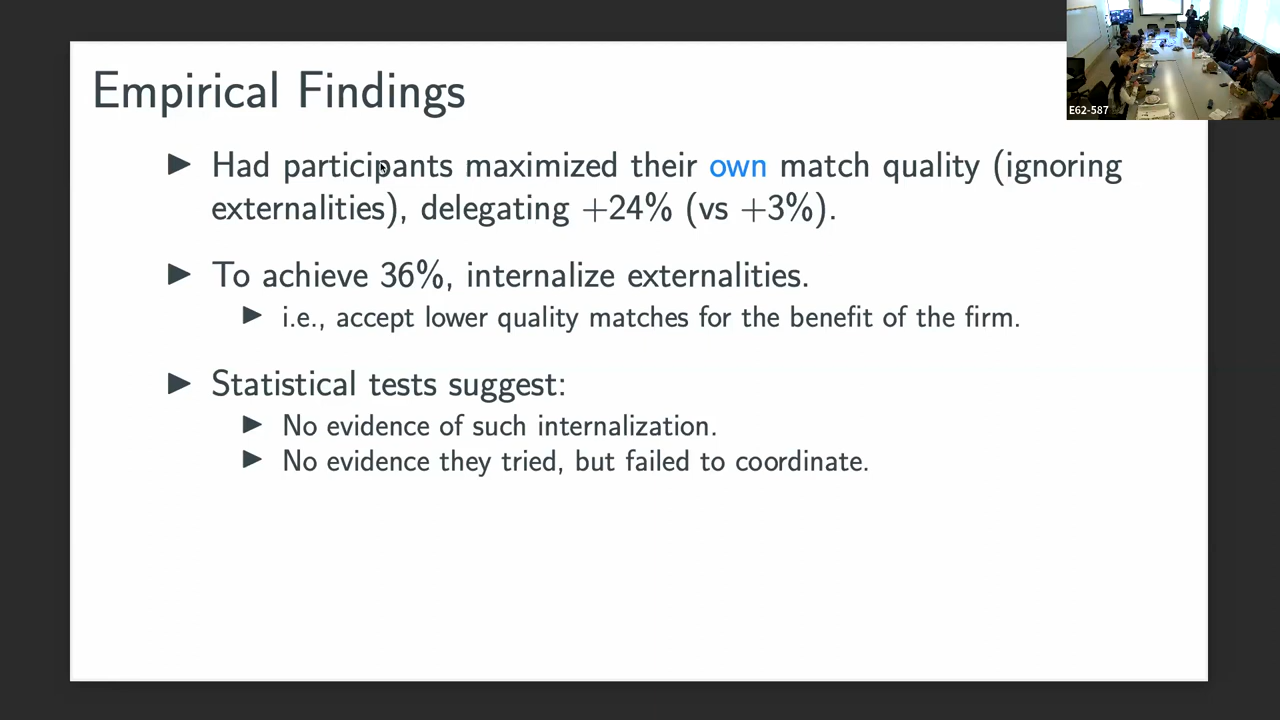 Empirical Findings
E62-587
▶ Had participants maximized their own match quality (ignoring
externalities), delegating +24% (vs +3%).
▶ To achieve 36%, internalize externalities.
▶ i.e., accept lower quality matches for the benefit of the firm.
▶ Statistical tests suggest:
▶ No evidence of such internalization.
▶ No evidence they tried, but failed to coordinate.